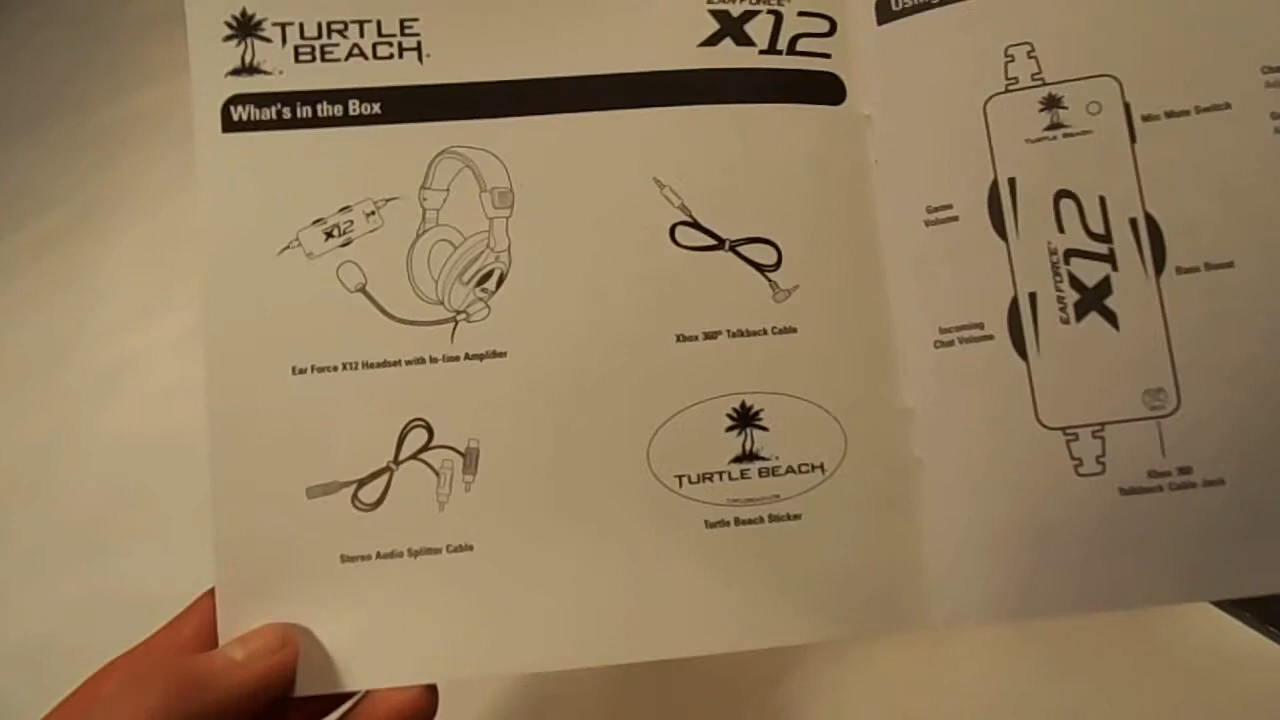 TURTLE
BEACH.
EAR FORCE®
X12
What's in the Box
X12
Ear Force X12 Headset with In-line Amplifier
Xbox 360® Talkback Cable
TURTLE BEACH.
Stereo Audio Splitter Cable
Turtle Beach Sticker
TURTLE BEACH
Mic Mute Switch
Game
Volume
EAR FORCE®
X12
Bass Boost
Incoming
Chat Volume
Xbox 360
Talkback Cable Jack